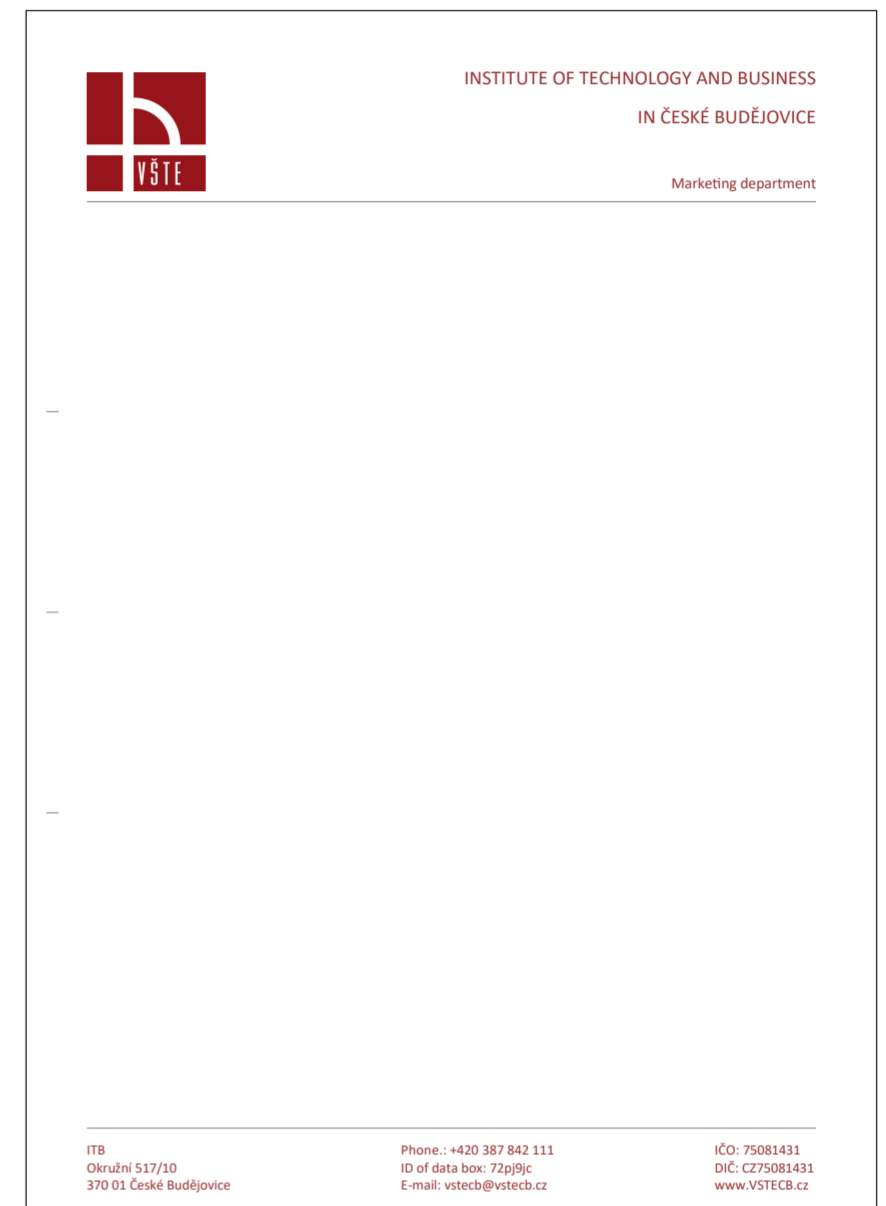 VŠTE
INSTITUTE OF TECHNOLOGY AND BUSINESS
IN ČESKÉ BUDĚJOVICE
Marketing department
ITB
Okružní 517/10
370 01 České Budějovice
Phone.: +420 387 842 111
ID of data box: 72pj9jc
E-mail: vstecb@vstecb.cz
IČO: 75081431
DIČ: CZ75081431
www.VSTECB.cz